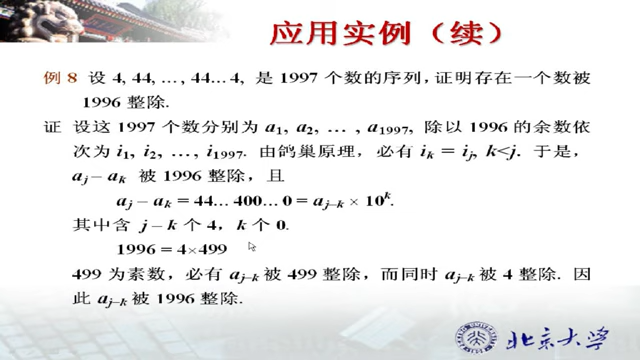 应用实例（续）
例 8 设 4, 44, …, 44…4, 是 1997 个数的序列, 证明存在一个数被
1996 整除.
证 设这 1997 个数分别为 a₁, a₂, … , a₁₉₉₇, 除以 1996 的余数依
次为 i₁, i₂, …, i₁₉₉₇. 由鸽巢原理，必有 iₖ = iⱼ, k<j. 于是，
aⱼ – aₖ 被 1996 整除，且
aⱼ – aₖ = 44…400…0 = aⱼ₋ₖ × 10ᵏ.
其中含 j – k 个 4，k 个 0.
1996 = 4×499
499 为素数，必有 aⱼ₋ₖ 被 499 整除，而同时 aⱼ₋ₖ 被 4 整除. 因
此 aⱼ₋ₖ 被 1996 整除.
北京大学